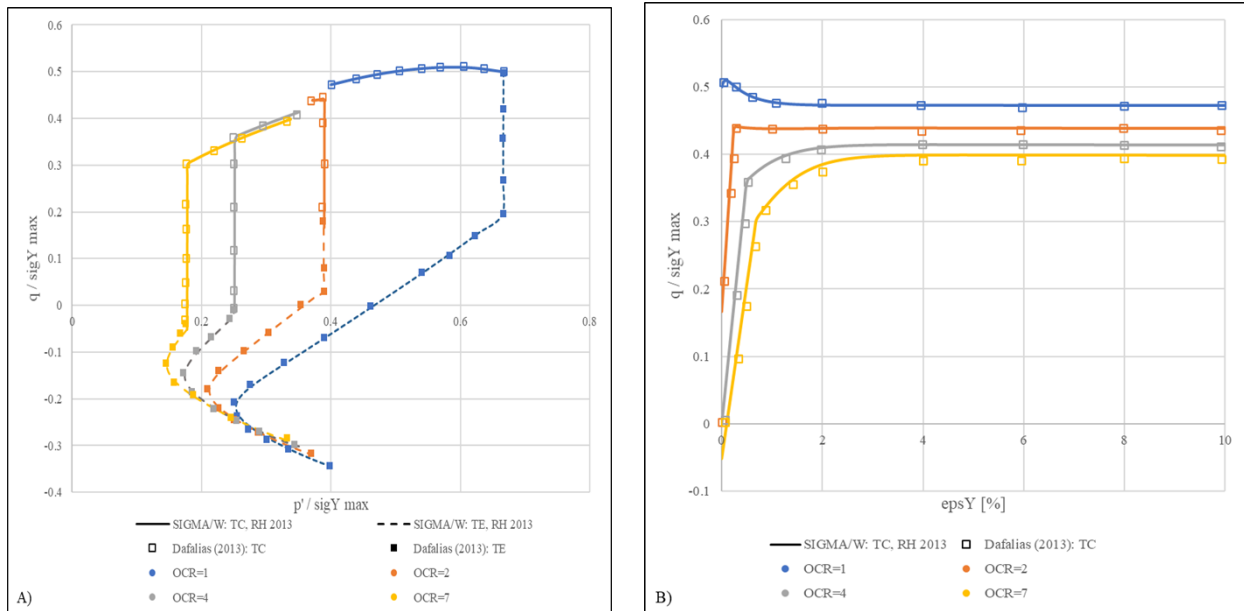 0.6
0.5
0.4
0.3
0.2
0.1
0
-0.1
-0.2
-0.3
-0.4
0 0.2 0.4 0.6 0.8
q / sigY max
p' / sigY max
SIGMA/W: TC, RH 2013 SIGMA/W: TE, RH 2013
Dafalias (2013): TC Dafalias (2013): TE
OCR=1 OCR=2
OCR=4 OCR=7
A)
0.6
0.5
0.4
0.3
0.2
0.1
0
-0.1
0 2 4 6 8 10
q / sigY max
epsY [%]
SIGMA/W: TC, RH 2013 Dafalias (2013): TC
OCR=1 OCR=2
OCR=4 OCR=7
B)